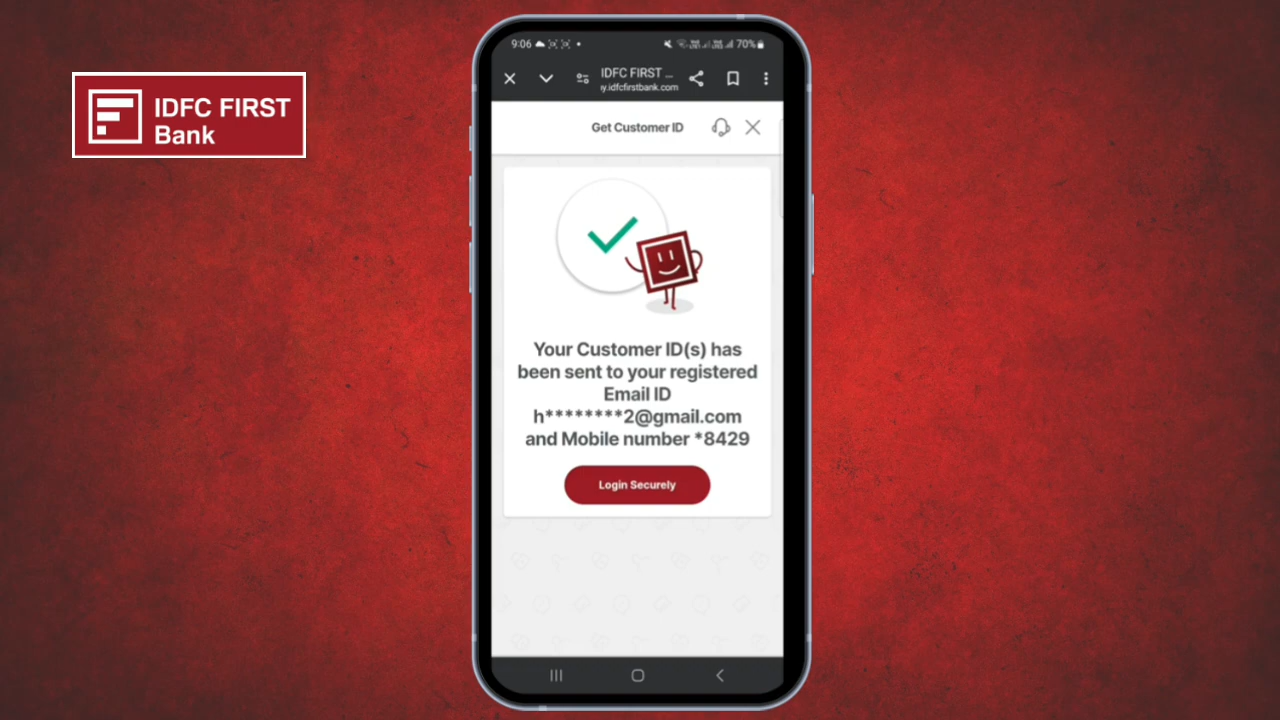 IDFC FIRST
Bank
9:06
70%
IDFC FIRST ...
y.idfcfirstbank.com
Get Customer ID
Your Customer ID(s) has
been sent to your registered
Email ID
h********2@gmail.com
and Mobile number *8429
Login Securely